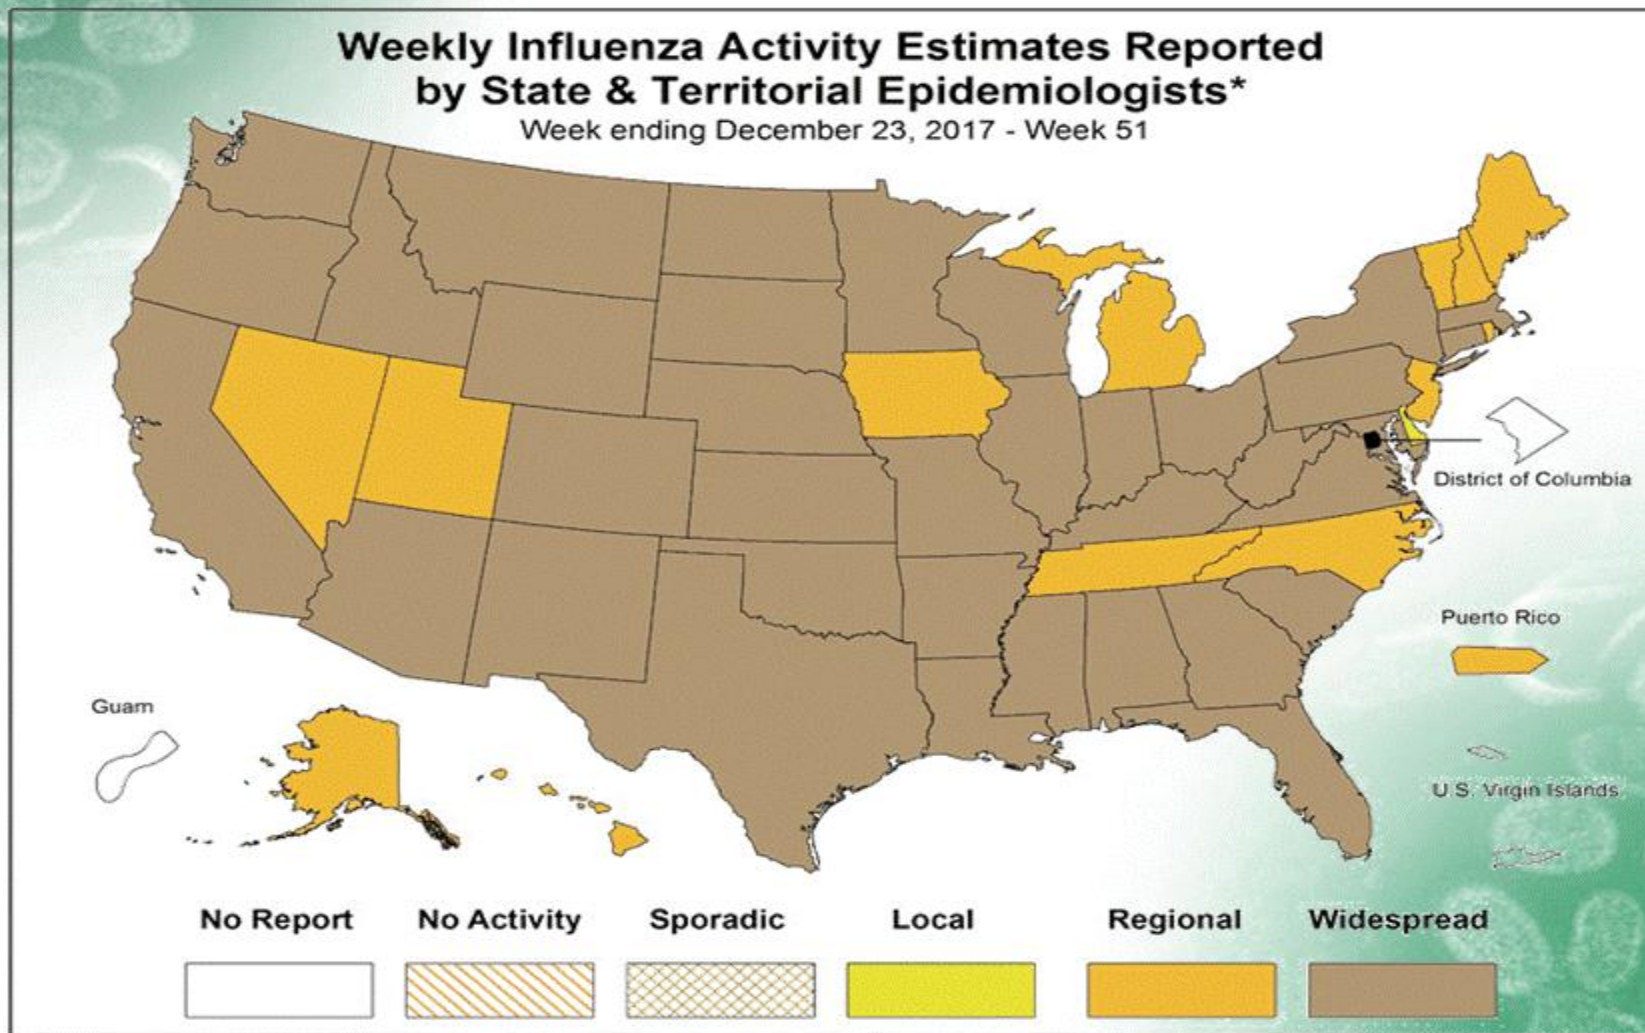 Weekly Influenza Activity Estimates Reported
by State & Territorial Epidemiologists*
Week ending December 23, 2017 - Week 51
District of Columbia
Puerto Rico
Guam
U.S. Virgin Islands
No Report
No Activity
Sporadic
Local
Regional
Widespread